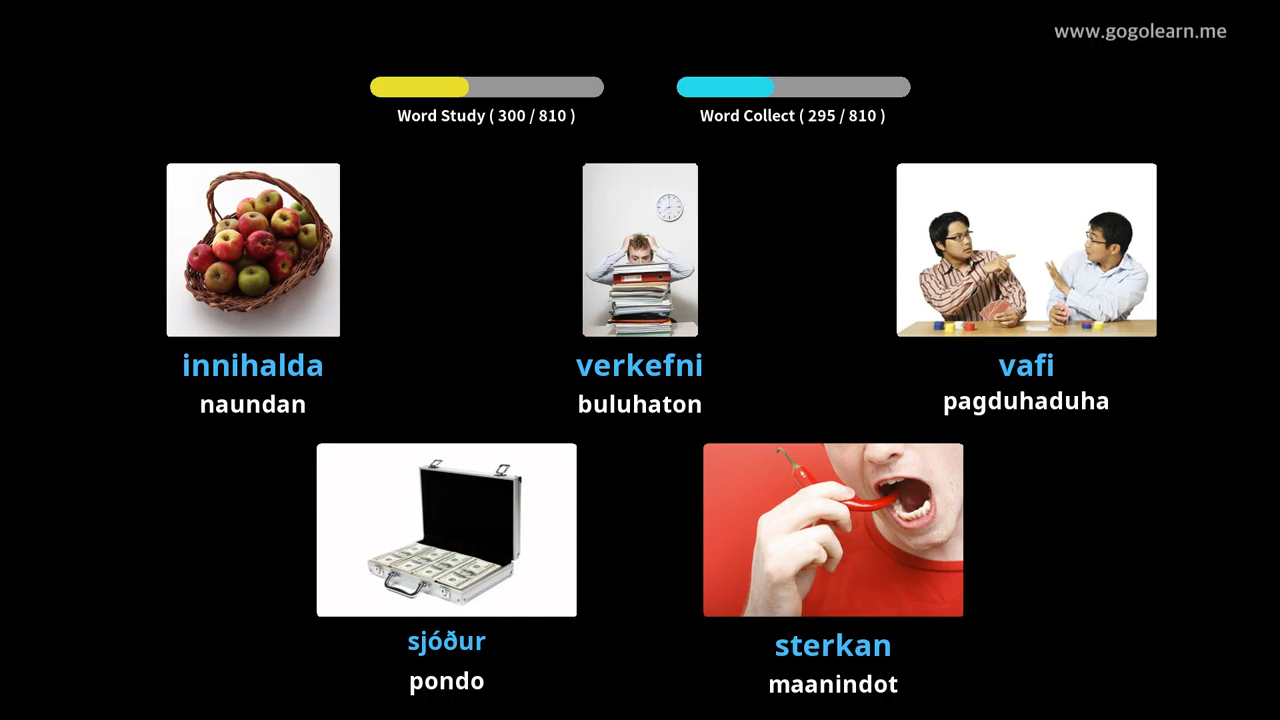 www.gogolearn.me
Word Study ( 300 / 810 )
Word Collect ( 295 / 810 )
innihalda
naundan
verkefni
buluhaton
vafi
pagduhaduha
sjóður
pondo
sterkan
maanindot